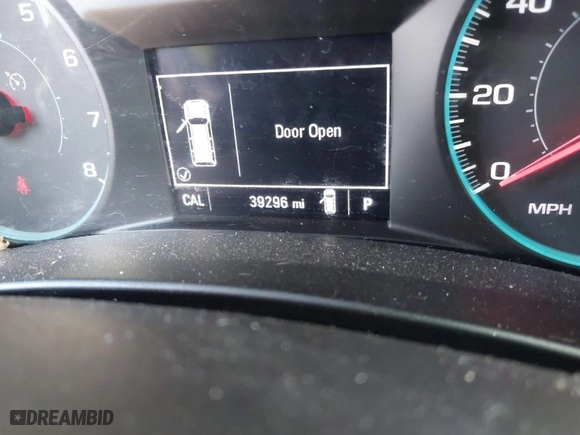 5
6
7
8
Door Open
CAL 39296 mi P
40
20
0
MPH
DREAMBID